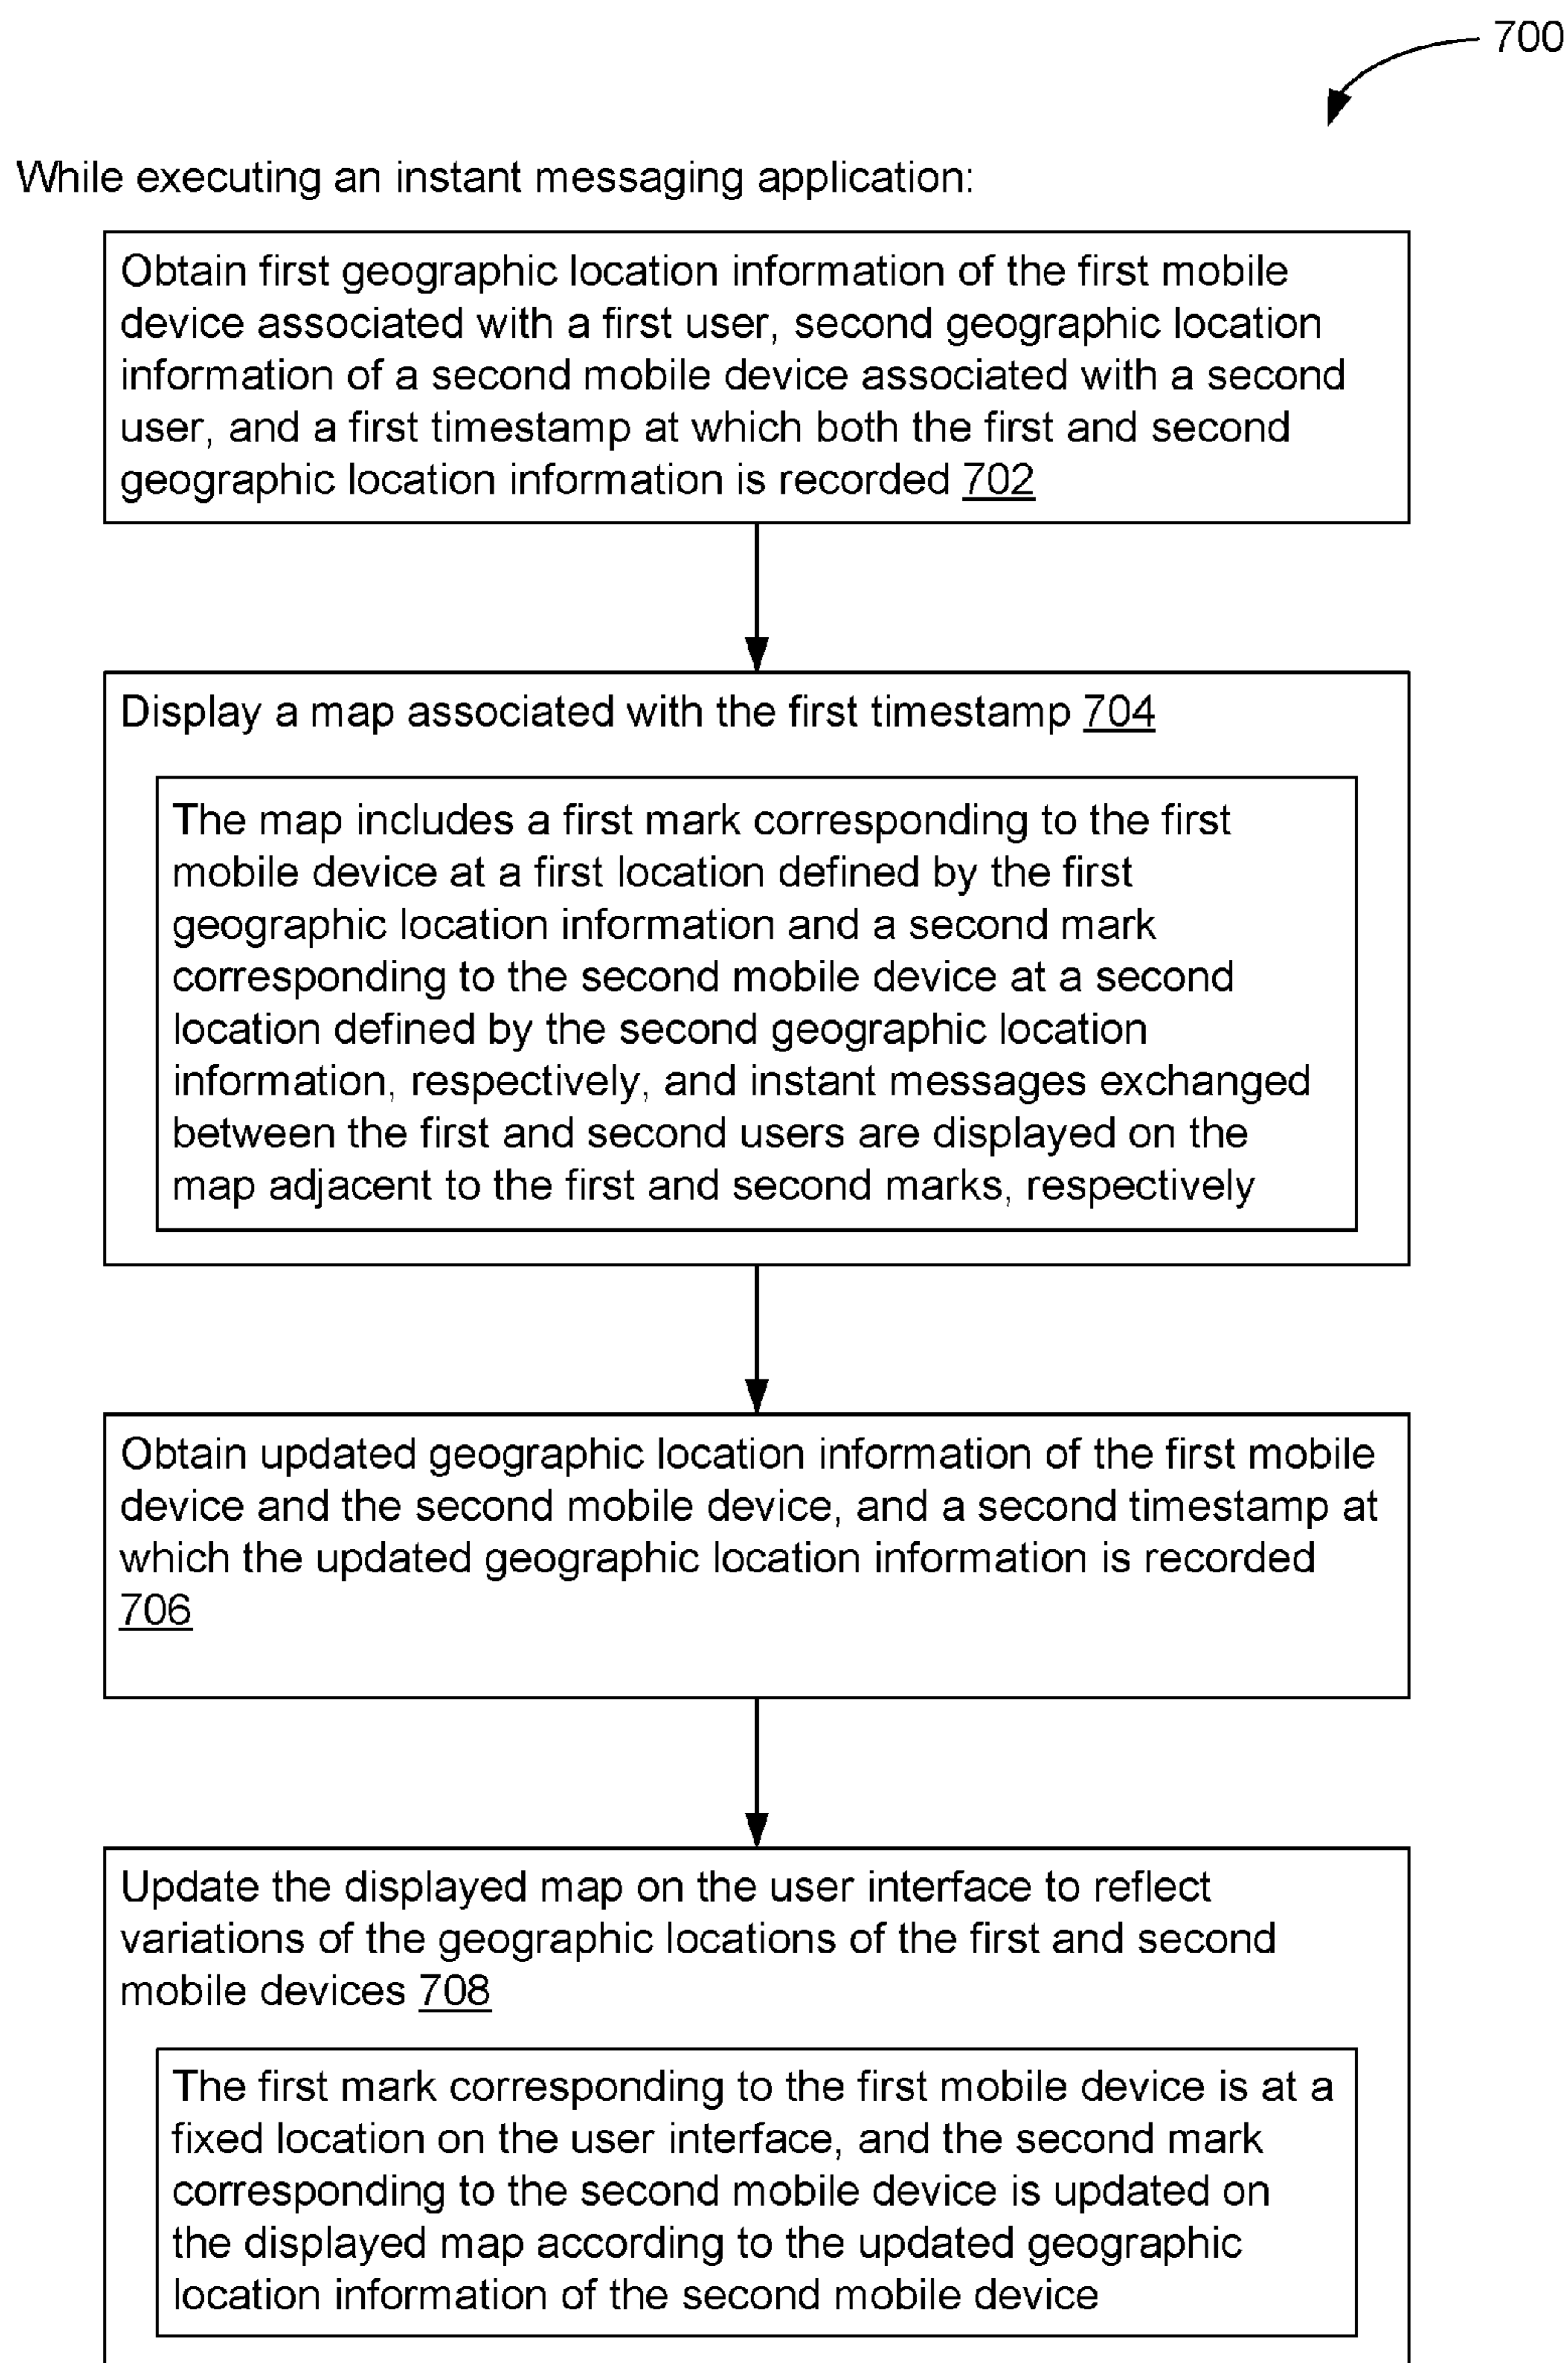 700
While executing an instant messaging application:
Obtain first geographic location information of the first mobile
device associated with a first user, second geographic location
information of a second mobile device associated with a second
user, and a first timestamp at which both the first and second
geographic location information is recorded 702
Display a map associated with the first timestamp 704
The map includes a first mark corresponding to the first
mobile device at a first location defined by the first
geographic location information and a second mark
corresponding to the second mobile device at a second
location defined by the second geographic location
information, respectively, and instant messages exchanged
between the first and second users are displayed on the
map adjacent to the first and second marks, respectively
Obtain updated geographic location information of the first mobile
device and the second mobile device, and a second timestamp at
which the updated geographic location information is recorded
706
Update the displayed map on the user interface to reflect
variations of the geographic locations of the first and second
mobile devices 708
The first mark corresponding to the first mobile device is at a
fixed location on the user interface, and the second mark
corresponding to the second mobile device is updated on
the displayed map according to the updated geographic
location information of the second mobile device